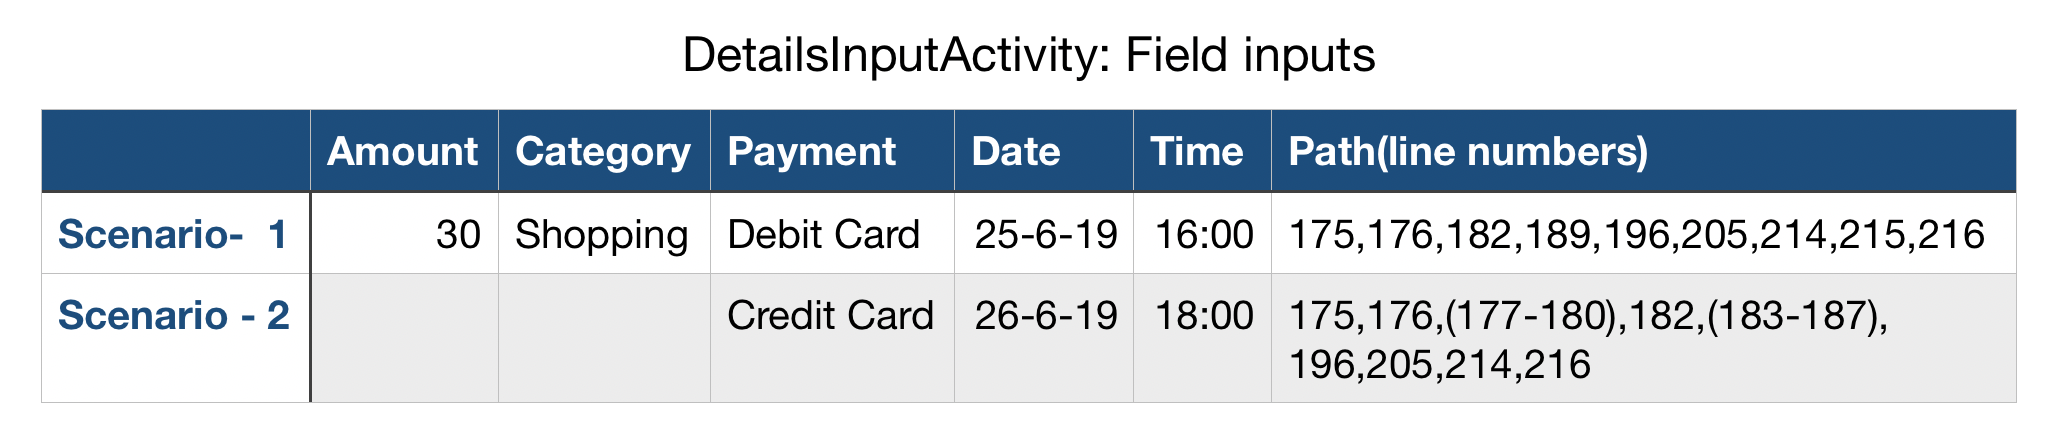 DetailsInputActivity: Field inputs
Amount Category Payment Date Time Path(line numbers)
Scenario- 1 30 Shopping Debit Card 25-6-19 16:00 175,176,182,189,196,205,214,215,216
Scenario - 2 Credit Card 26-6-19 18:00 175,176,(177-180),182,(183-187),
196,205,214,216